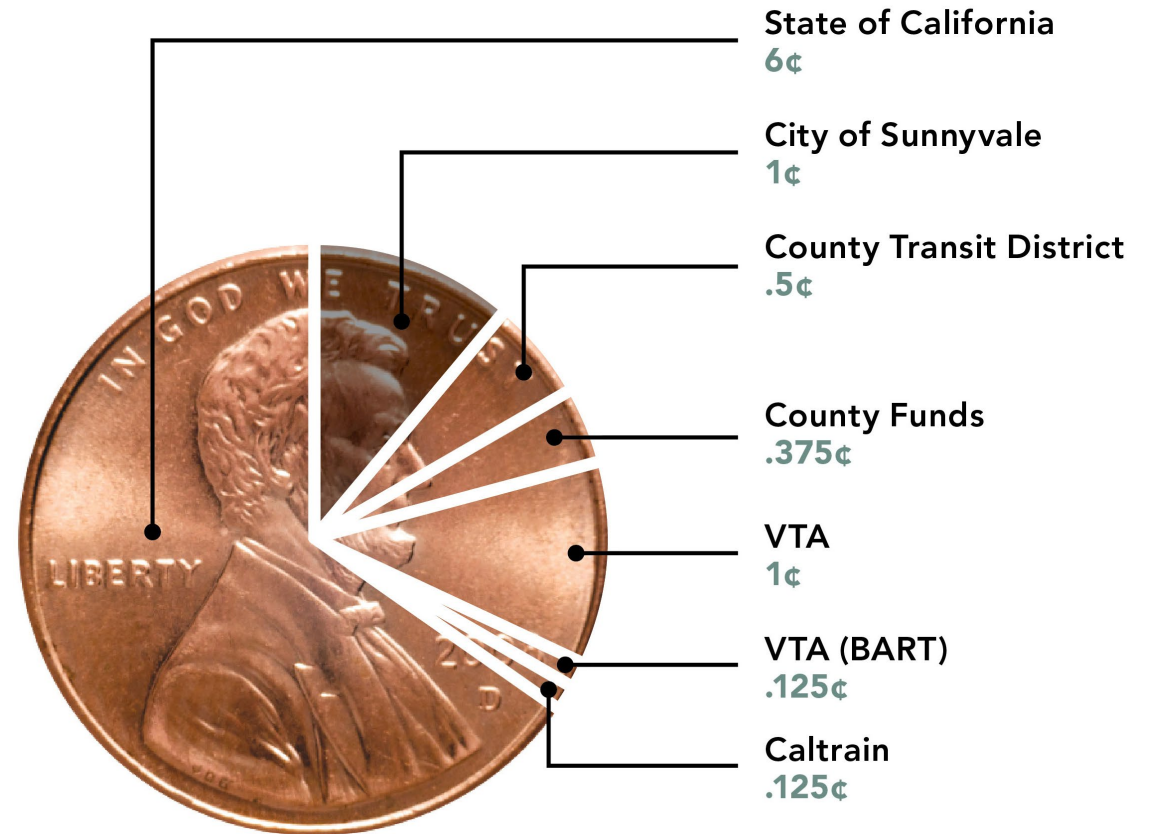 State of California
6¢
City of Sunnyvale
1¢
County Transit District
.5¢
County Funds
.375¢
VTA
1¢
VTA (BART)
.125¢
Caltrain
.125¢
IN GOD WE TRUST
LIBERTY
D